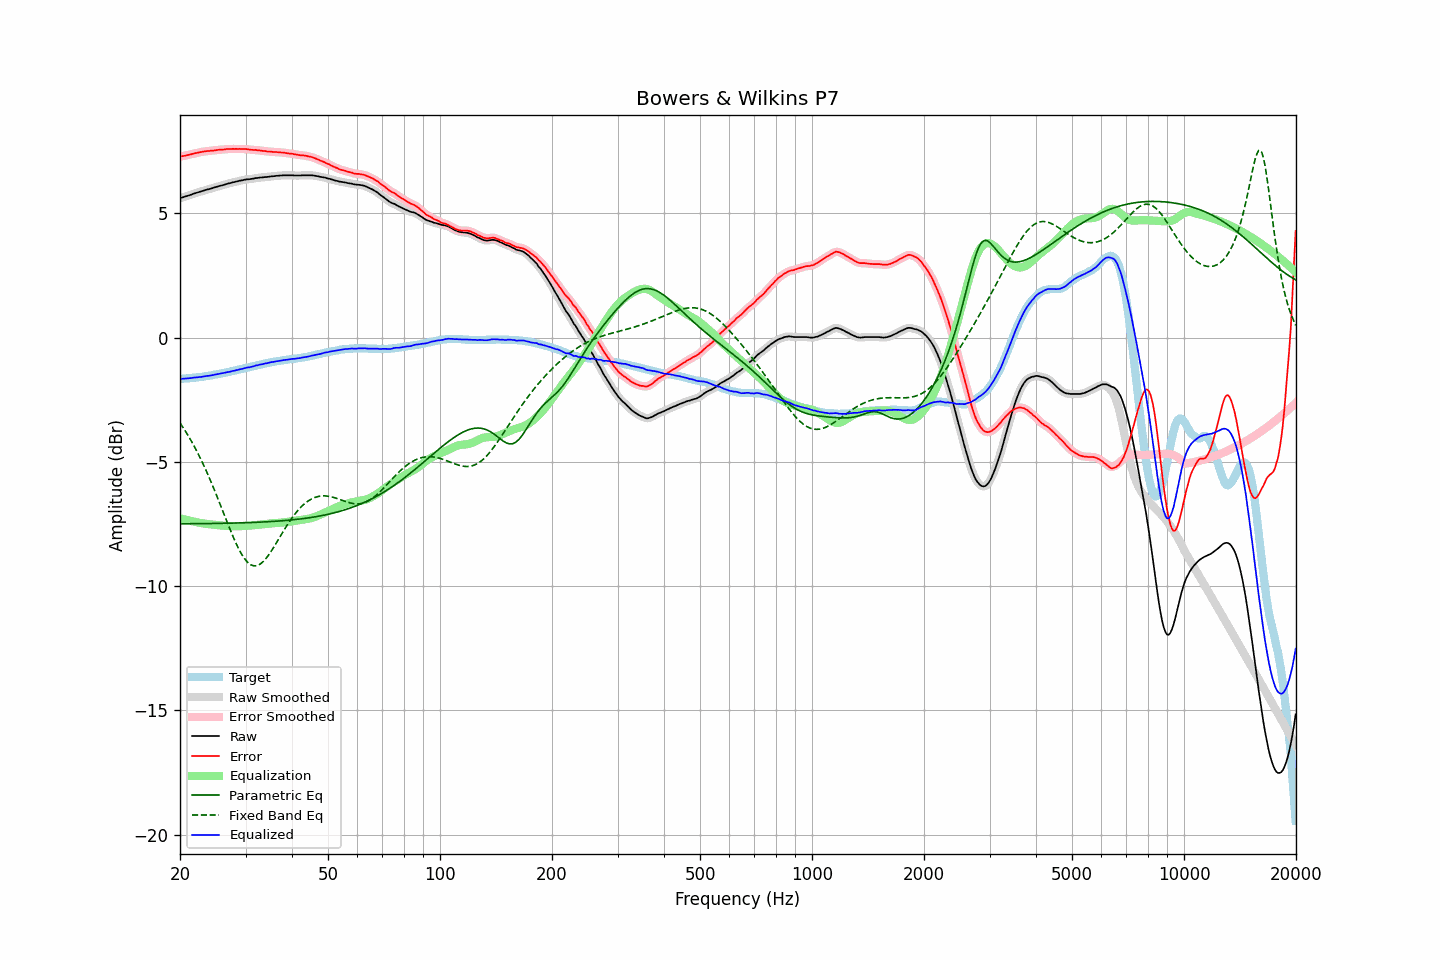 Bowers & Wilkins P7
Amplitude (dBr)
5
0
−5
−10
−15
−20
Target
Raw Smoothed
Error Smoothed
Raw
Error
Equalization
Parametric Eq
Fixed Band Eq
Equalized
20 50 100 200 500 1000 2000 5000 10000 20000
Frequency (Hz)